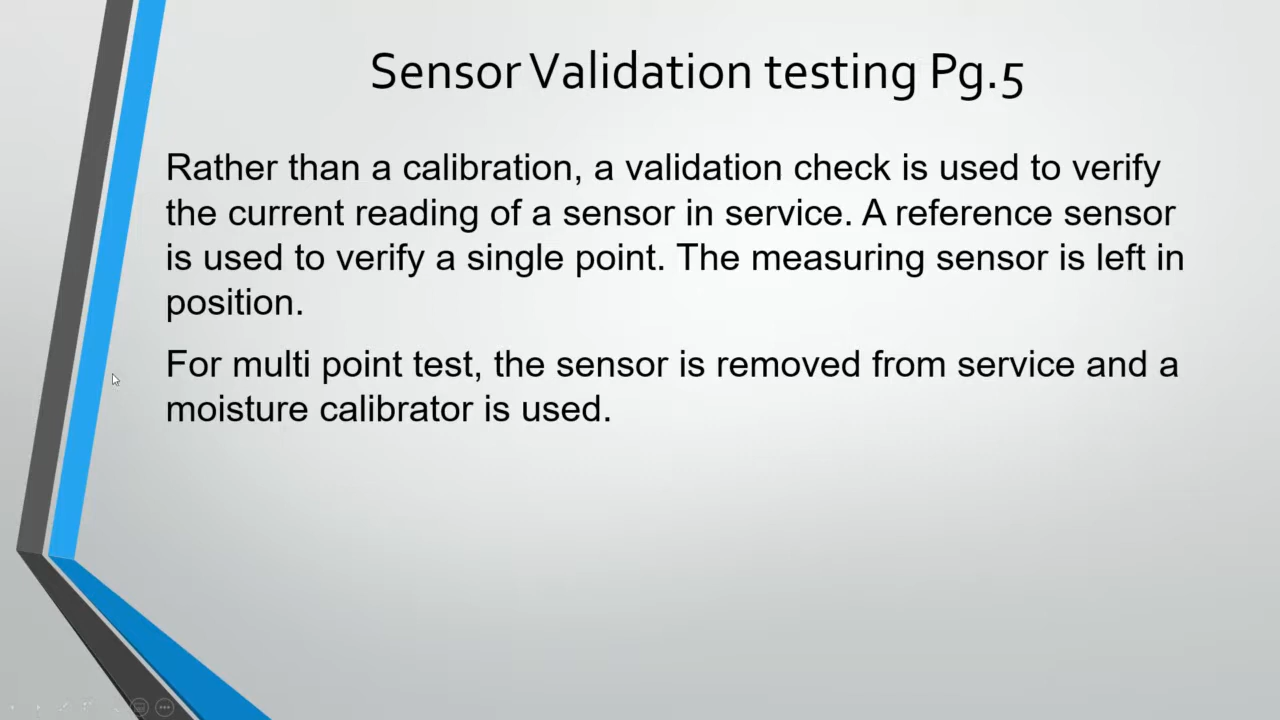 Sensor Validation testing Pg.5
Rather than a calibration, a validation check is used to verify
the current reading of a sensor in service. A reference sensor
is used to verify a single point. The measuring sensor is left in
position.
For multi point test, the sensor is removed from service and a
moisture calibrator is used.